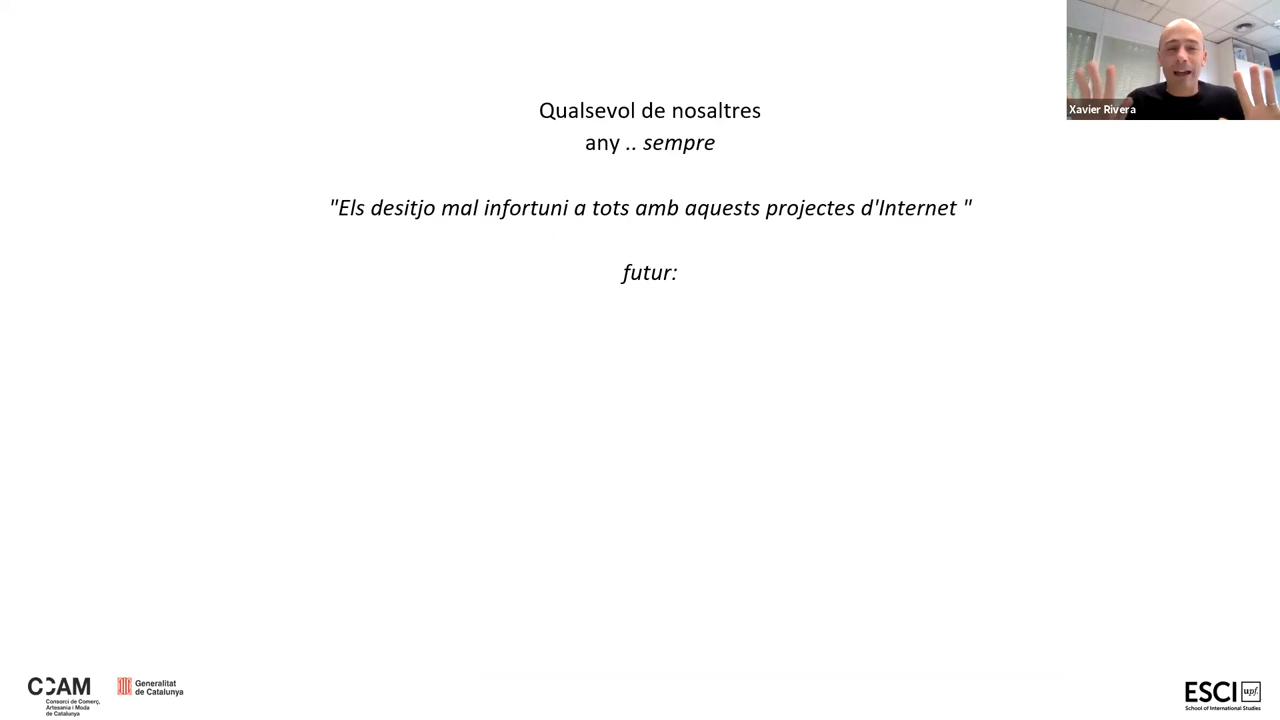 Xavier Rivera
Qualsevol de nosaltres
any .. sempre
"Els desitjo mal infortuni a tots amb aquests projectes d'Internet "
futur:
CCAM
Consorci de Comerç,
Artesania i Moda
de Catalunya
Generalitat
de Catalunya
ESCI upf.
School of International Studies